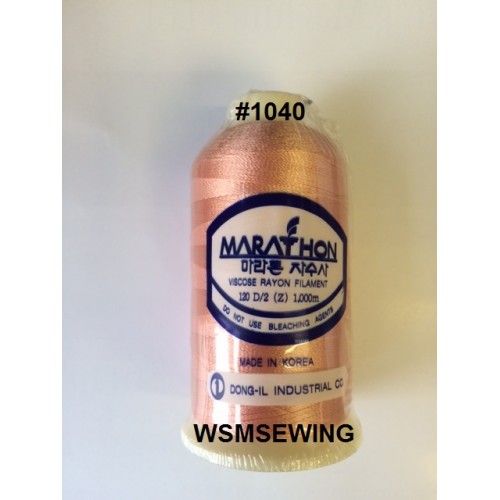 #1040
MARATHON
마라톤 자수사
VISCOSE RAYON FILAMENT
120 D/2 (Z) 1,000m
DO NOT USE BLEACHING AGENTS
MADE IN KOREA
DONG-IL INDUSTRIAL CO
WSMSEWING